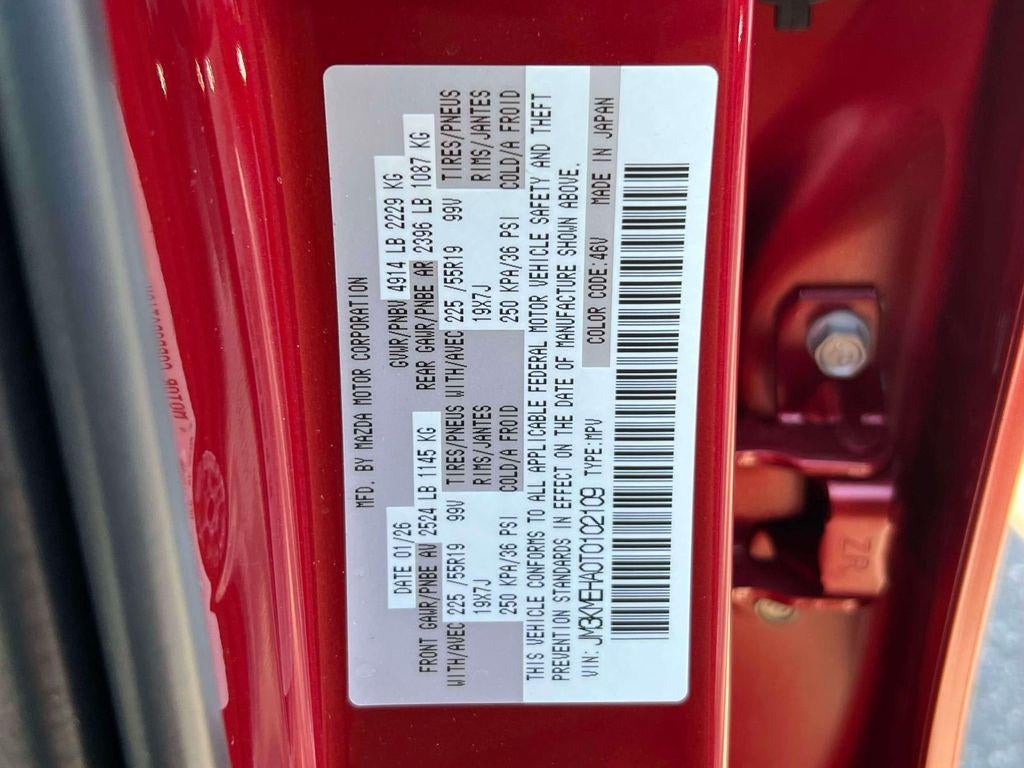 MFD. BY MAZDA MOTOR CORPORATION
DATE 01/26 GVWR/PNBV 4914 LB 2229 KG
FRONT GAWR/PNBE AV 2524 LB 1145 KG REAR GAWR/PNBE AR 2396 LB 1087 KG
WITH/AVEC 225 /55R19 99V TIRES/PNEUS WITH/AVEC 225 /55R19 99V TIRES/PNEUS
19X7J RIMS/JANTES 19X7J RIMS/JANTES
250 KPA/36 PSI COLD/A FROID 250 KPA/36 PSI COLD/A FROID
THIS VEHICLE CONFORMS TO ALL APPLICABLE FEDERAL MOTOR VEHICLE SAFETY AND THEFT
PREVENTION STANDARDS IN EFFECT ON THE DATE OF MANUFACTURE SHOWN ABOVE.
VIN: JM3KMEHA0T0102109 TYPE:MPV COLOR CODE:46V MADE IN JAPAN
ZR